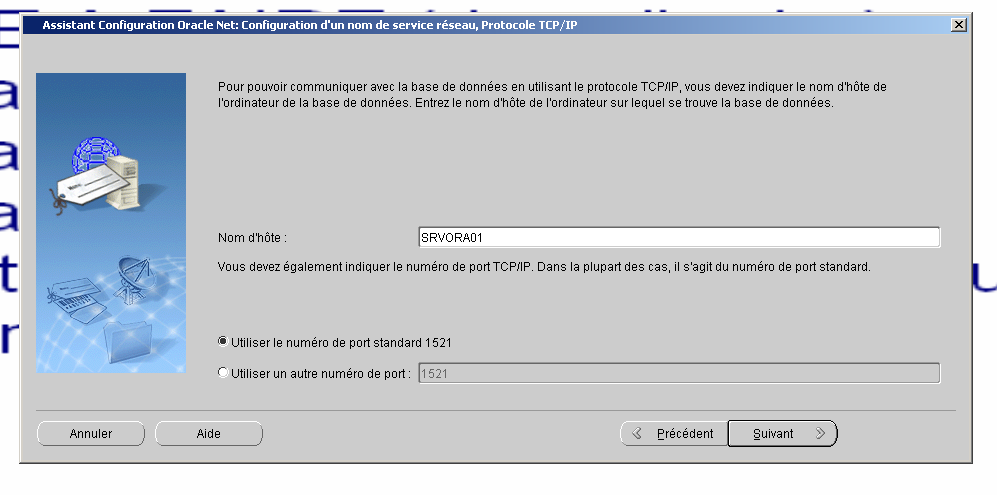 Assistant Configuration Oracle Net: Configuration d'un nom de service réseau, Protocole TCP/IP
Pour pouvoir communiquer avec la base de données en utilisant le protocole TCP/IP, vous devez indiquer le nom d'hôte de
l'ordinateur de la base de données. Entrez le nom d'hôte de l'ordinateur sur lequel se trouve la base de données.
Nom d'hôte :
SRVORA01
Vous devez également indiquer le numéro de port TCP/IP. Dans la plupart des cas, il s'agit du numéro de port standard.
Utiliser le numéro de port standard 1521
Utiliser un autre numéro de port :
1521
Annuler
Aide
Précédent
Suivant